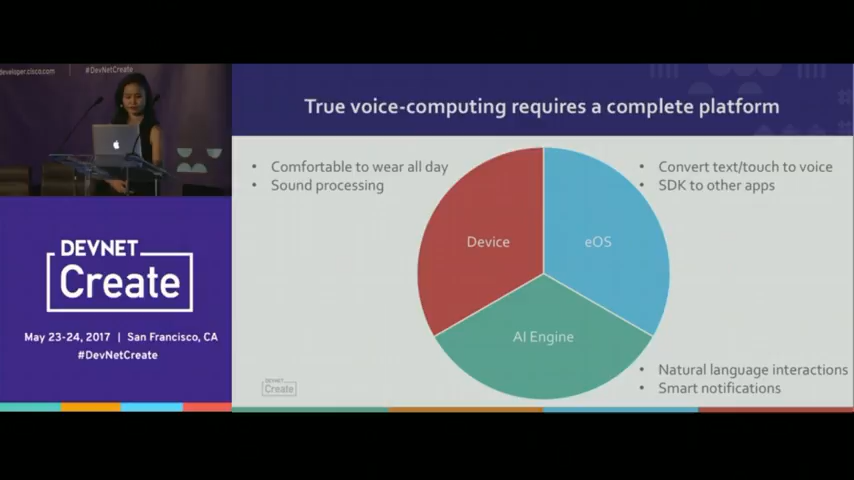 developer.cisco.com | #DevNetCreate
DEVNET
Create
May 23-24, 2017 | San Francisco, CA
#DevNetCreate
True voice-computing requires a complete platform
• Comfortable to wear all day
• Sound processing
• Convert text/touch to voice
• SDK to other apps
Device
eOS
AI Engine
• Natural language interactions
• Smart notifications
DEVNET
Create